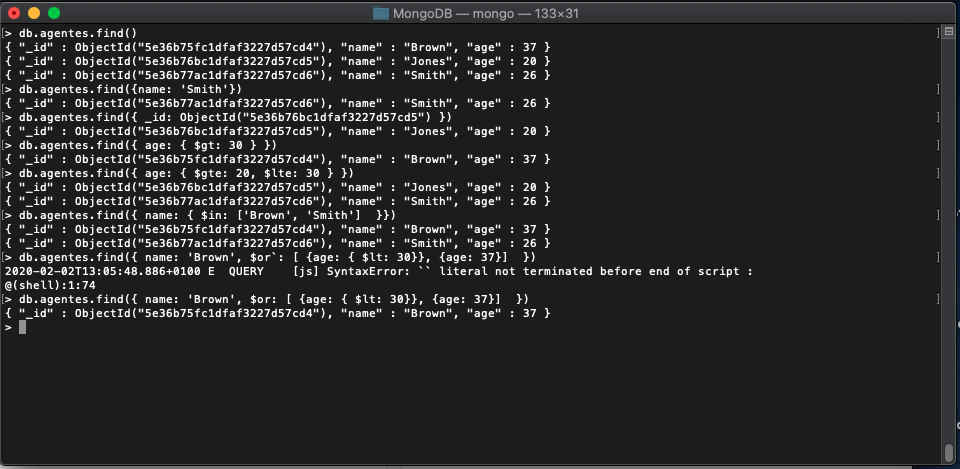 MongoDB — mongo — 133×31
[> db.agentes.find() ]
{ "_id" : ObjectId("5e36b75fc1dfaf3227d57cd4"), "name" : "Brown", "age" : 37 }
{ "_id" : ObjectId("5e36b76bc1dfaf3227d57cd5"), "name" : "Jones", "age" : 20 }
{ "_id" : ObjectId("5e36b77ac1dfaf3227d57cd6"), "name" : "Smith", "age" : 26 }
[> db.agentes.find({name: 'Smith'}) ]
{ "_id" : ObjectId("5e36b77ac1dfaf3227d57cd6"), "name" : "Smith", "age" : 26 }
[> db.agentes.find({ _id: ObjectId("5e36b76bc1dfaf3227d57cd5") }) ]
{ "_id" : ObjectId("5e36b76bc1dfaf3227d57cd5"), "name" : "Jones", "age" : 20 }
[> db.agentes.find({ age: { $gt: 30 } }) ]
{ "_id" : ObjectId("5e36b75fc1dfaf3227d57cd4"), "name" : "Brown", "age" : 37 }
[> db.agentes.find({ age: { $gte: 20, $lte: 30 } }) ]
{ "_id" : ObjectId("5e36b76bc1dfaf3227d57cd5"), "name" : "Jones", "age" : 20 }
{ "_id" : ObjectId("5e36b77ac1dfaf3227d57cd6"), "name" : "Smith", "age" : 26 }
[> db.agentes.find({ name: { $in: ['Brown', 'Smith']  }}) ]
{ "_id" : ObjectId("5e36b75fc1dfaf3227d57cd4"), "name" : "Brown", "age" : 37 }
{ "_id" : ObjectId("5e36b77ac1dfaf3227d57cd6"), "name" : "Smith", "age" : 26 }
[> db.agentes.find({ name: 'Brown', $or`: [ {age: { $lt: 30}}, {age: 37}]  }) ]
2020-02-02T13:05:48.886+0100 E  QUERY    [js] SyntaxError: `` literal not terminated before end of script :
@(shell):1:74
[> db.agentes.find({ name: 'Brown', $or: [ {age: { $lt: 30}}, {age: 37}]  }) ]
{ "_id" : ObjectId("5e36b75fc1dfaf3227d57cd4"), "name" : "Brown", "age" : 37 }
>